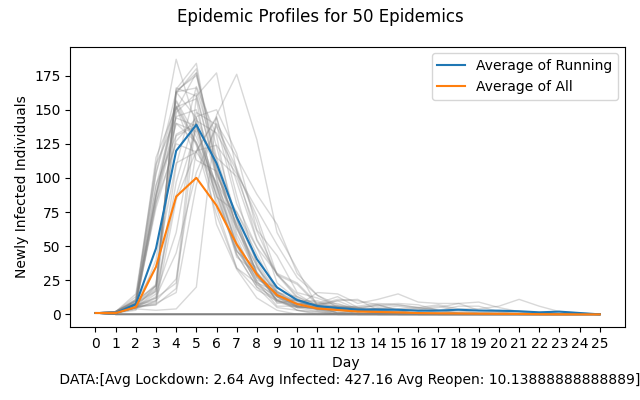 Epidemic Profiles for 50 Epidemics
Average of Running
Average of All
Newly Infected Individuals
175
150
125
100
75
50
25
0
0 1 2 3 4 5 6 7 8 9 10 11 12 13 14 15 16 17 18 19 20 21 22 23 24 25
Day
DATA:[Avg Lockdown: 2.64 Avg Infected: 427.16 Avg Reopen: 10.13888888888889]